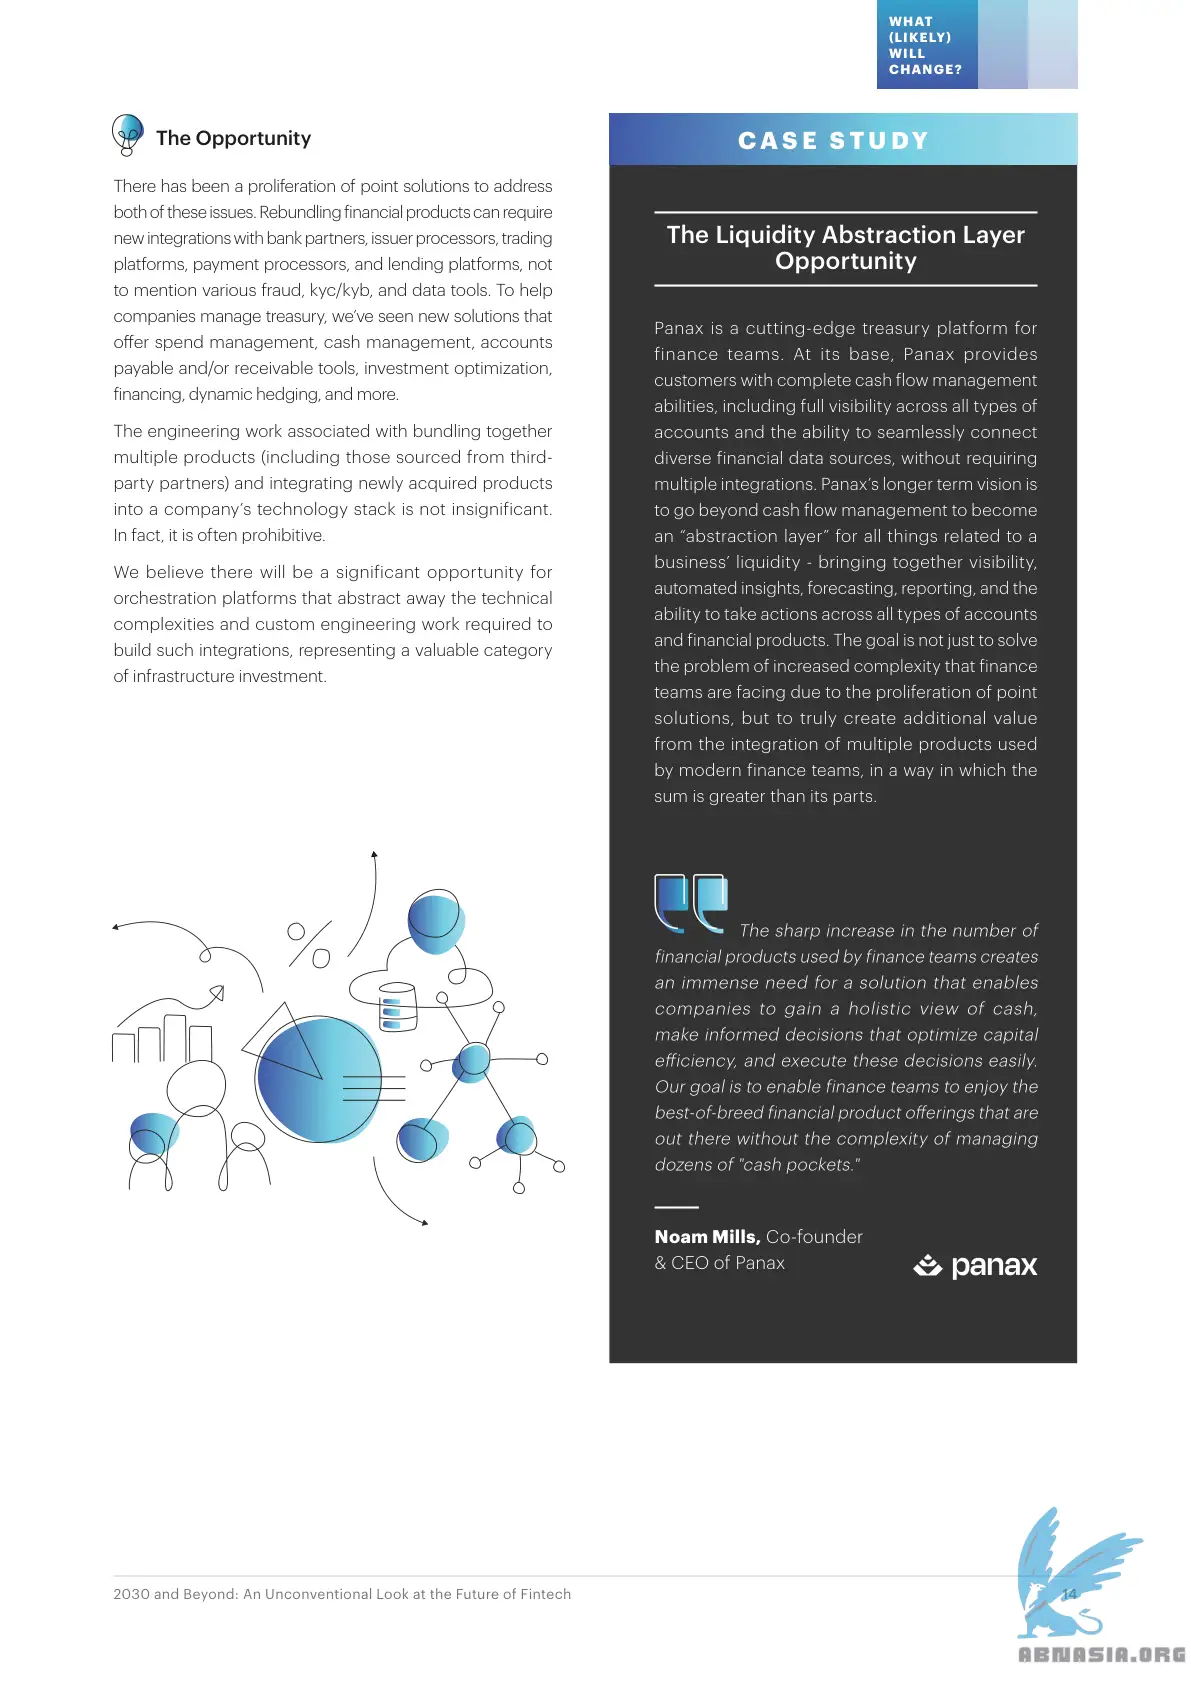 WHAT
(LIKELY)
WILL
CHANGE?
The Opportunity
There has been a proliferation of point solutions to address
both of these issues. Rebundling financial products can require
new integrations with bank partners, issuer processors, trading
platforms, payment processors, and lending platforms, not
to mention various fraud, kyc/kyb, and data tools. To help
companies manage treasury, we’ve seen new solutions that
offer spend management, cash management, accounts
payable and/or receivable tools, investment optimization,
financing, dynamic hedging, and more.
The engineering work associated with bundling together
multiple products (including those sourced from third-
party partners) and integrating newly acquired products
into a company’s technology stack is not insignificant.
In fact, it is often prohibitive.
We believe there will be a significant opportunity for
orchestration platforms that abstract away the technical
complexities and custom engineering work required to
build such integrations, representing a valuable category
of infrastructure investment.
CASE STUDY
The Liquidity Abstraction Layer
Opportunity
Panax is a cutting-edge treasury platform for
finance teams. At its base, Panax provides
customers with complete cash flow management
abilities, including full visibility across all types of
accounts and the ability to seamlessly connect
diverse financial data sources, without requiring
multiple integrations. Panax’s longer term vision is
to go beyond cash flow management to become
an “abstraction layer” for all things related to a
business’ liquidity - bringing together visibility,
automated insights, forecasting, reporting, and the
ability to take actions across all types of accounts
and financial products. The goal is not just to solve
the problem of increased complexity that finance
teams are facing due to the proliferation of point
solutions, but to truly create additional value
from the integration of multiple products used
by modern finance teams, in a way in which the
sum is greater than its parts.
The sharp increase in the number of
financial products used by finance teams creates
an immense need for a solution that enables
companies to gain a holistic view of cash,
make informed decisions that optimize capital
efficiency, and execute these decisions easily.
Our goal is to enable finance teams to enjoy the
best-of-breed financial product offerings that are
out there without the complexity of managing
dozens of "cash pockets."
Noam Mills, Co-founder
& CEO of Panax
panax
2030 and Beyond: An Unconventional Look at the Future of Fintech
14
ABNASIA.ORG